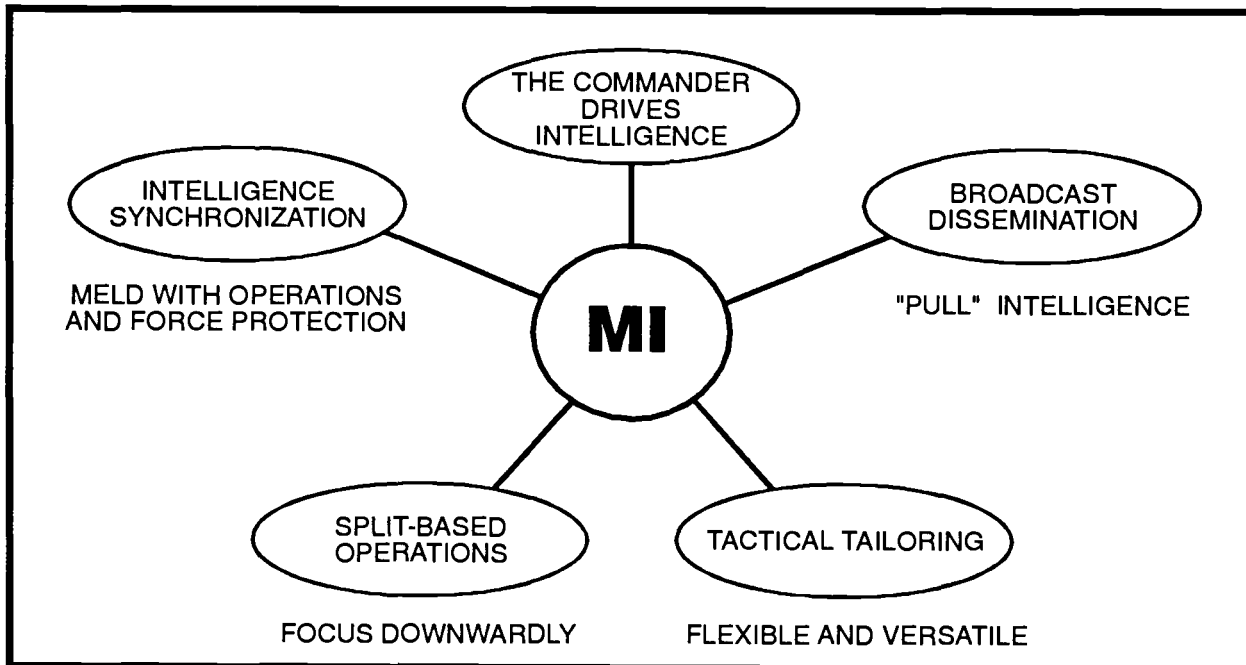 THE COMMANDER
DRIVES
INTELLIGENCE
INTELLIGENCE
SYNCHRONIZATION
MELD WITH OPERATIONS
AND FORCE PROTECTION
BROADCAST
DISSEMINATION
"PULL" INTELLIGENCE
MI
SPLIT-BASED
OPERATIONS
FOCUS DOWNWARDLY
TACTICAL TAILORING
FLEXIBLE AND VERSATILE